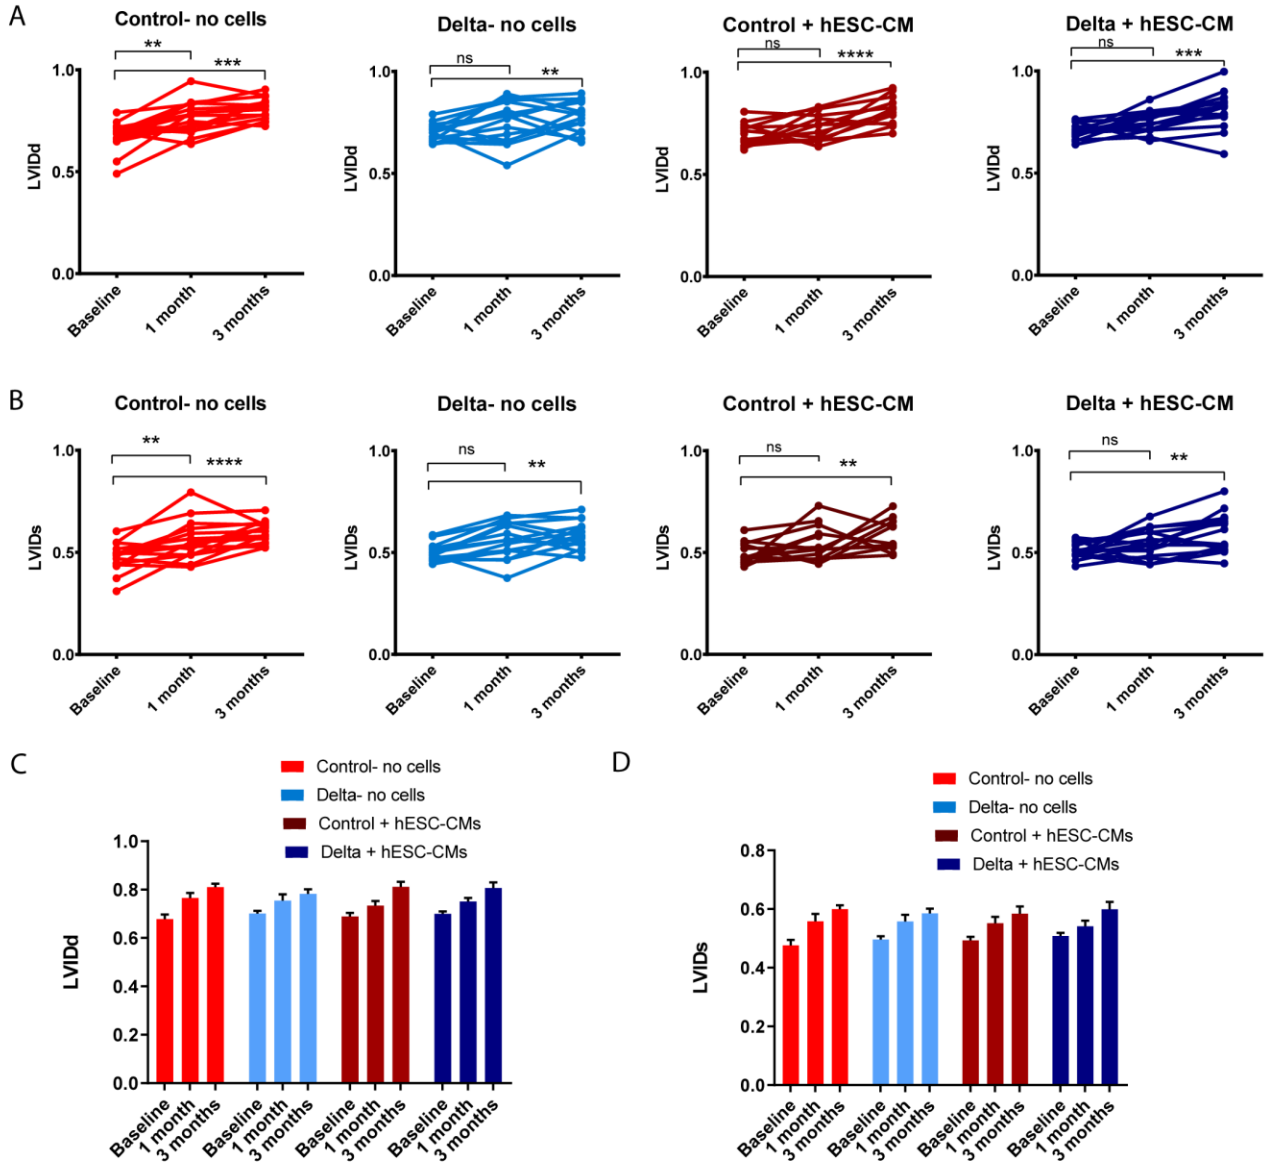 A
Control- no cells
Delta- no cells
Control + hESC-CM
Delta + hESC-CM
** *** ns ** ns **** ns ***
LVIDd LVIDd LVIDd LVIDd
1.0 1.0 1.0 1.0
0.5 0.5 0.5 0.5
0.0 0.0 0.0 0.0
Baseline 1 month 3 months
Baseline 1 month 3 months
Baseline 1 month 3 months
Baseline 1 month 3 months
B
Control- no cells
Delta- no cells
Control + hESC-CM
Delta + hESC-CM
** **** ns ** ns ** ns **
LVIDs LVIDs LVIDs LVIDs
1.0 1.0 1.0 1.0
0.5 0.5 0.5 0.5
0.0 0.0 0.0 0.0
Baseline 1 month 3 months
Baseline 1 month 3 months
Baseline 1 month 3 months
Baseline 1 month 3 months
C
Control- no cells
Delta- no cells
Control + hESC-CMs
Delta + hESC-CMs
LVIDd
1.0
0.8
0.6
0.4
0.2
0.0
Baseline 1 month 3 months
Baseline 1 month 3 months
Baseline 1 month 3 months
Baseline 1 month 3 months
D
Control- no cells
Delta- no cells
Control + hESC-CMs
Delta + hESC-CMs
LVIDs
0.8
0.6
0.4
0.2
0.0
Baseline 1 month 3 months
Baseline 1 month 3 months
Baseline 1 month 3 months
Baseline 1 month 3 months